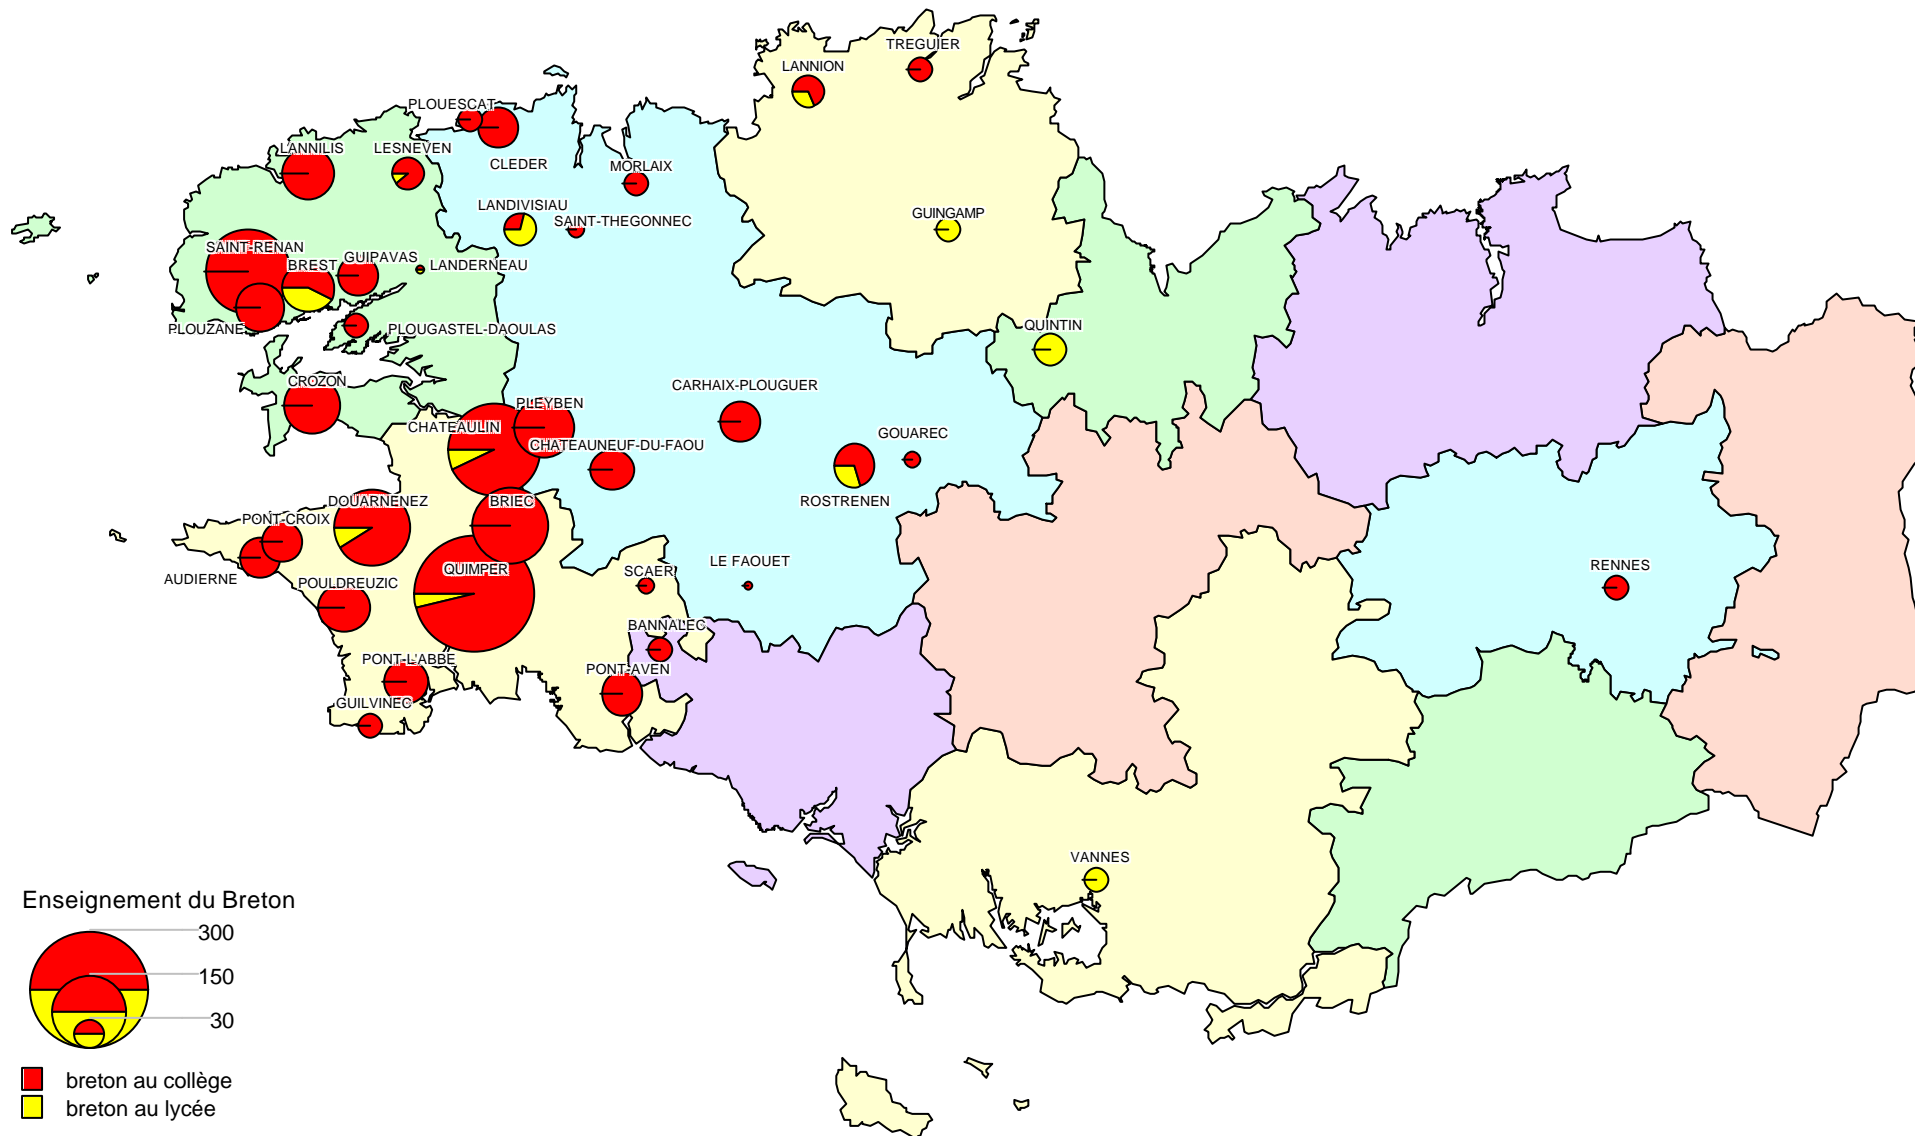 TREGUIER
LANNION
PLOUESCAT
LANNILIS
LESNEVEN
CLEDER
MORLAIX
LANDIVISIAU
SAINT-THEGONNEC
GUINGAMP
SAINT-RENAN
BREST
GUIPAVAS
LANDERNEAU
PLOUZANE
PLOUGASTEL-DAOULAS
QUINTIN
CROZON
CARHAIX-PLOUGUER
PLEYBEN
CHATEAULIN
CHATEAUNEUF-DU-FAOU
GOUAREC
ROSTRENEN
DOUARNENEZ
BRIEC
PONT-CROIX
AUDIERNE
POULDREUZIC
QUIMPER
SCAER
LE FAOUET
RENNES
BANNALEC
PONT-L'ABBE
PONT-AVEN
GUILVINEC
VANNES
Enseignement du Breton
300
150
30
breton au collège
breton au lycée